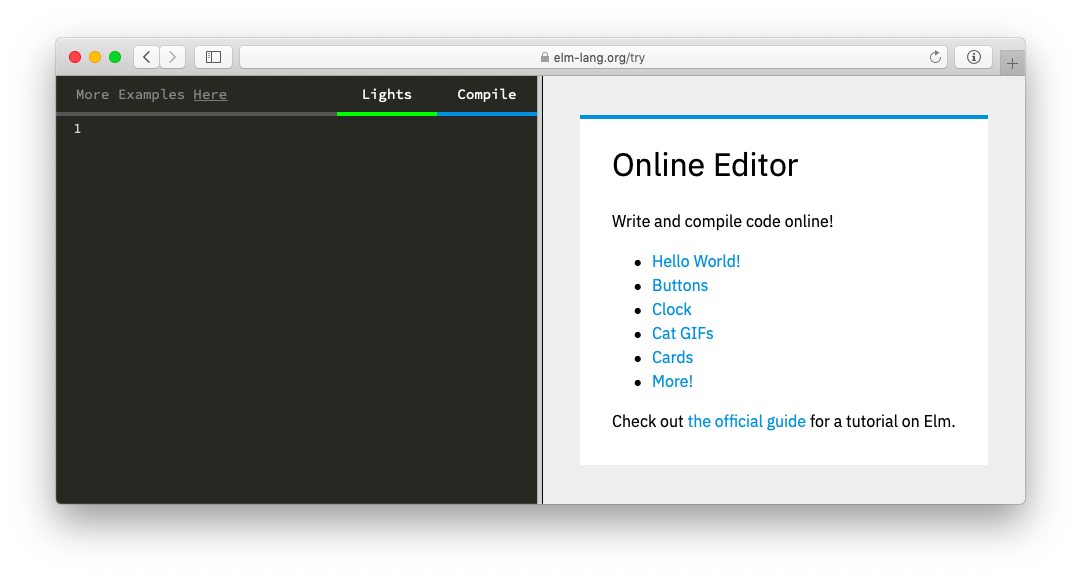 elm-lang.org/try
More Examples Here
Lights
Compile
1
Online Editor
Write and compile code online!
Hello World!
Buttons
Clock
Cat GIFs
Cards
More!
Check out the official guide for a tutorial on Elm.